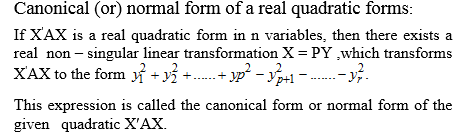 Canonical (or) normal form of a real quadratic forms:
If X'AX is a real quadratic form in n variables, then there exists a
real non – singular linear transformation X = PY ,which transforms
X'AX to the form y₁² + y₂² +......+ yp² − y²ₚ₊₁ − .......− yᵣ².
This expression is called the canonical form or normal form of the
given quadratic X'AX.